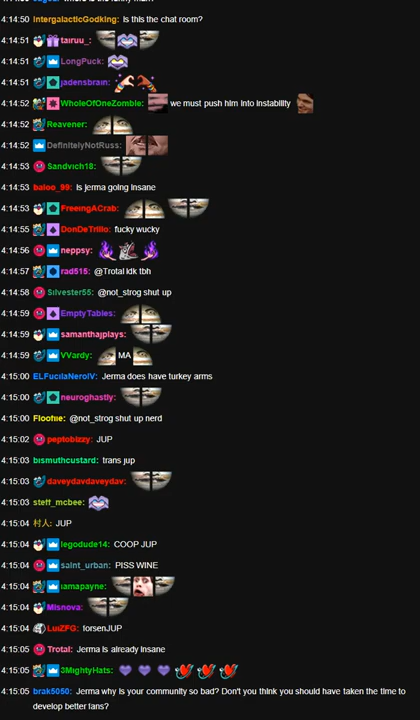 4:14:50 IntergalacticGodking: Is this the chat room?
4:14:51 tairuu_:
4:14:51 LongPuck:
4:14:51 jadensbrain:
4:14:52 WholeOfOneZombie: we must push him into instability
4:14:52 Reavener:
4:14:52 DefinitelyNotRuss:
4:14:53 Sandvich18:
4:14:53 baloo_99: Is jerma going insane
4:14:53 FreeingACrab:
4:14:55 DonDeTrillo: fucky wucky
4:14:56 neppsy:
4:14:57 rad515: @Trotal idk tbh
4:14:58 Silvester55: @not_strog shut up
4:14:59 EmptyTables:
4:14:59 samanthajplays:
4:14:59 VVardy: MA
4:15:00 ELFucilaNeroIV: Jerma does have turkey arms
4:15:00 neuroghastly:
4:15:00 Floofiie: @not_strog shut up nerd
4:15:02 peptobizzy: JUP
4:15:03 bismuthcustard: trans jup
4:15:03 daveydavdaveydav:
4:15:03 steff_mcbee:
4:15:04 村人: JUP
4:15:04 legodude14: COOP JUP
4:15:04 saint_urban: PISS WINE
4:15:04 iamapayne:
4:15:04 Misnova:
4:15:04 LuiZFG: forsenJUP
4:15:05 Trotal: Jerma is already insane
4:15:05 3MightyHats:
4:15:05 brak5050: Jerma why is your community so bad? Don't you think you should have taken the time to
develop better fans?